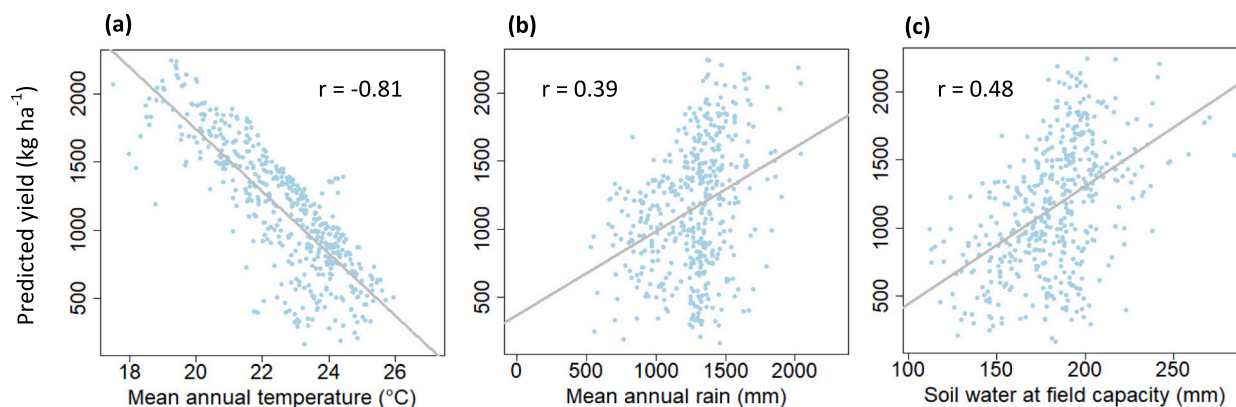 (a)
(b)
(c)
r = -0.81
r = 0.39
r = 0.48
Predicted yield (kg ha⁻¹)
500 1000 1500 2000
500 1000 1500 2000
500 1000 1500 2000
18 20 22 24 26
0 500 1000 1500 2000
100 150 200 250
Mean annual temperature (°C)
Mean annual rain (mm)
Soil water at field capacity (mm)